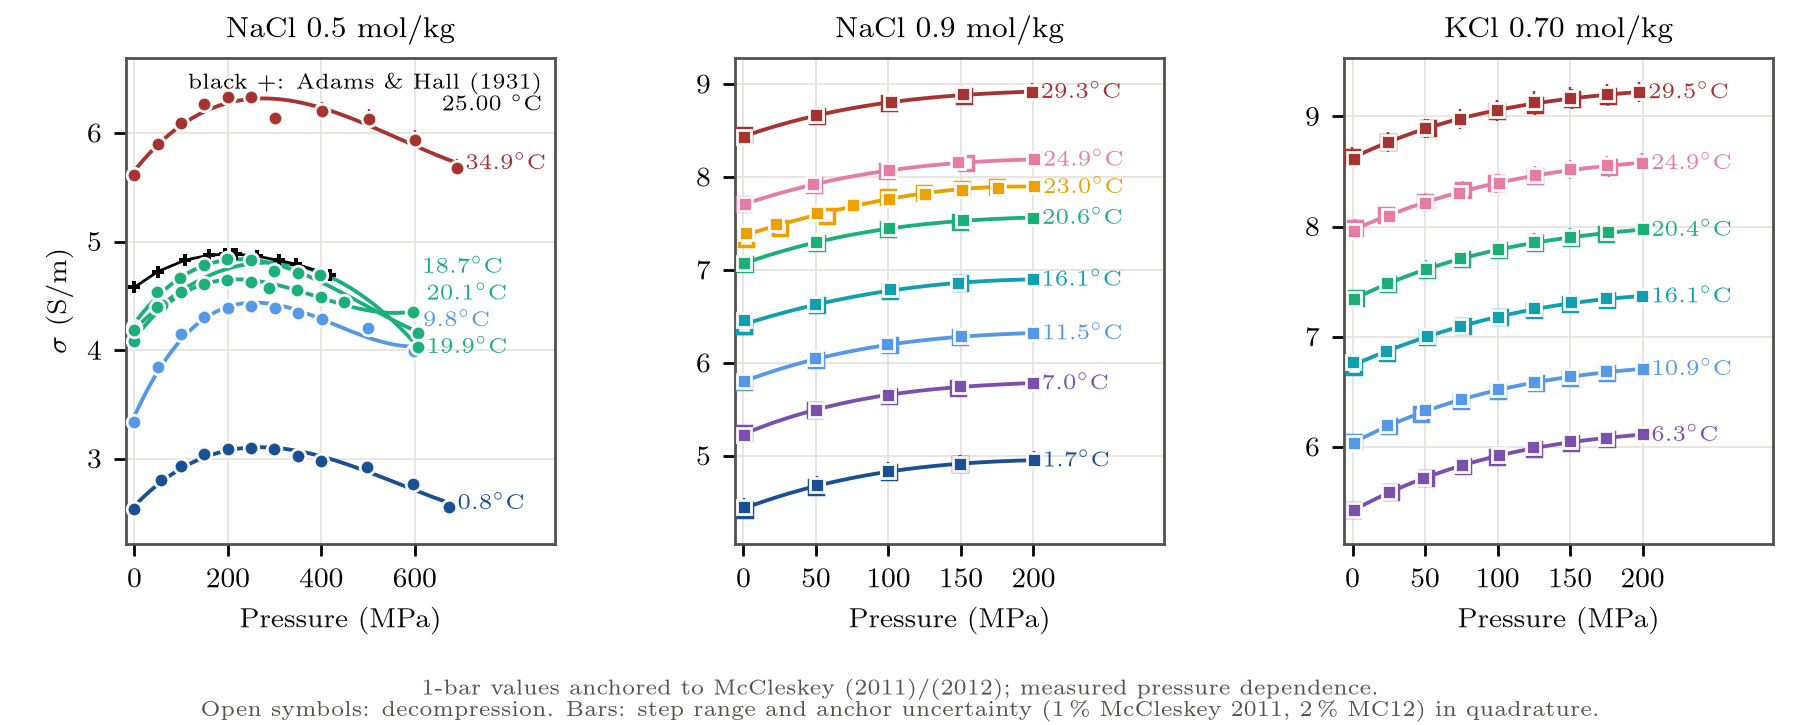 NaCl 0.5 mol/kg
NaCl 0.9 mol/kg
KCl 0.70 mol/kg
black +: Adams & Hall (1931)
25.00 °C
34.9°C
18.7°C
20.1°C
9.8°C
19.9°C
0.8°C
σ (S/m)
6
5
4
3
0 200 400 600
Pressure (MPa)
29.3°C
24.9°C
23.0°C
20.6°C
16.1°C
11.5°C
7.0°C
1.7°C
9
8
7
6
5
0 50 100 150 200
Pressure (MPa)
29.5°C
24.9°C
20.4°C
16.1°C
10.9°C
6.3°C
9
8
7
6
0 50 100 150 200
Pressure (MPa)
1-bar values anchored to McCleskey (2011)/(2012); measured pressure dependence.
Open symbols: decompression. Bars: step range and anchor uncertainty (1 % McCleskey 2011, 2 % MC12) in quadrature.